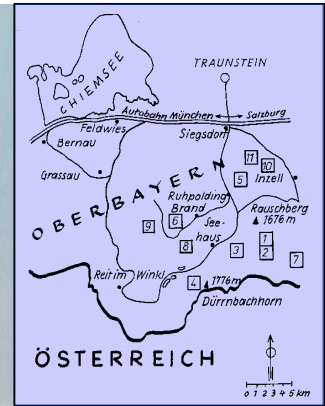 CHIEMSEE
TRAUNSTEIN
Autobahn München ↔ Salzburg
Feldwies
Siegsdorf
Bernau
Grassau
OBERBAYERN
11
10
5
Inzell
Ruhpolding
Brand
Rauschberg
1676 m
9
6
See-
haus
8
3
1
2
7
Reit im Winkl
4
1776 m
Dürrnbachhorn
ÖSTERREICH
0 1 2 3 4 5 km